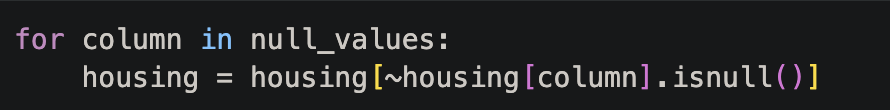 for column in null_values:
    housing = housing[~housing[column].isnull()]